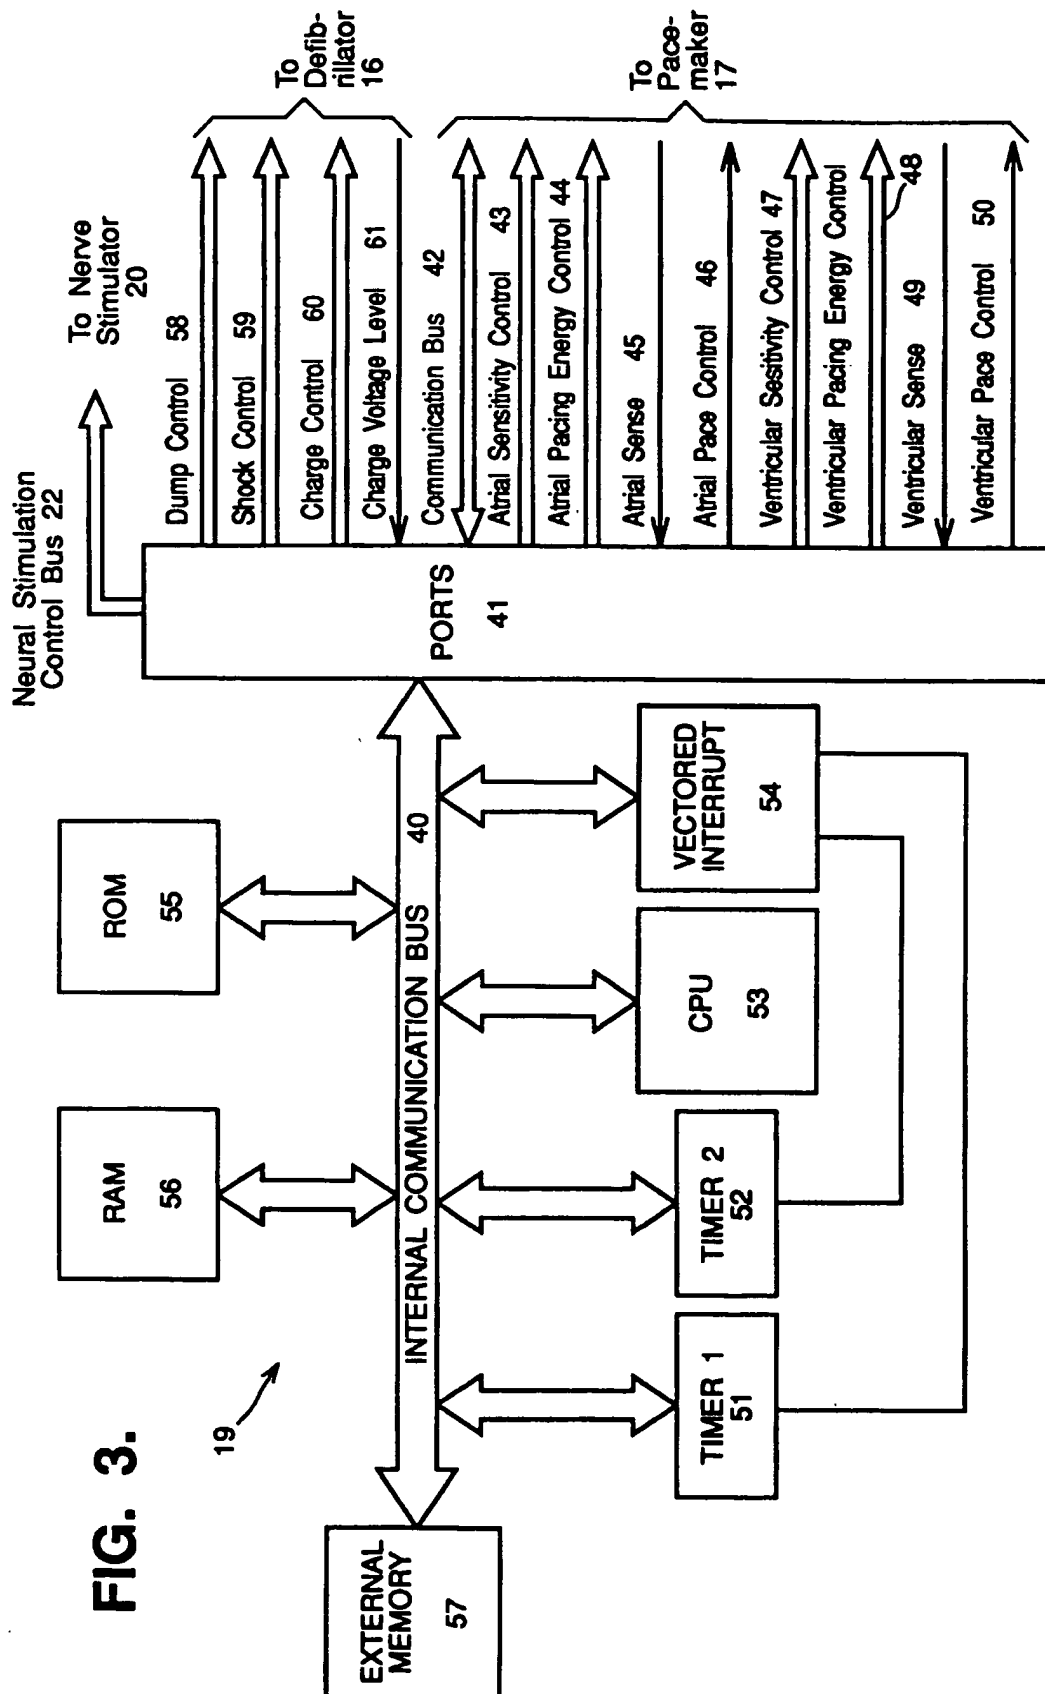 FIG. 3.
19
Neural Stimulation
Control Bus 22
To Nerve
Stimulator
20
EXTERNAL
MEMORY
57
RAM
56
ROM
55
INTERNAL COMMUNICATION BUS 40
TIMER 1
51
TIMER 2
52
CPU
53
VECTORED
INTERRUPT
54
PORTS
41
Dump Control 58
Shock Control 59
Charge Control 60
Charge Voltage Level 61
To
Defib-
rillator
16
Communication Bus 42
Atrial Sensitivity Control 43
Atrial Pacing Energy Control 44
Atrial Sense 45
Atrial Pace Control 46
Ventricular Sesitivity Control 47
Ventricular Pacing Energy Control
48
Ventricular Sense 49
Ventricular Pace Control 50
To
Pace-
maker
17